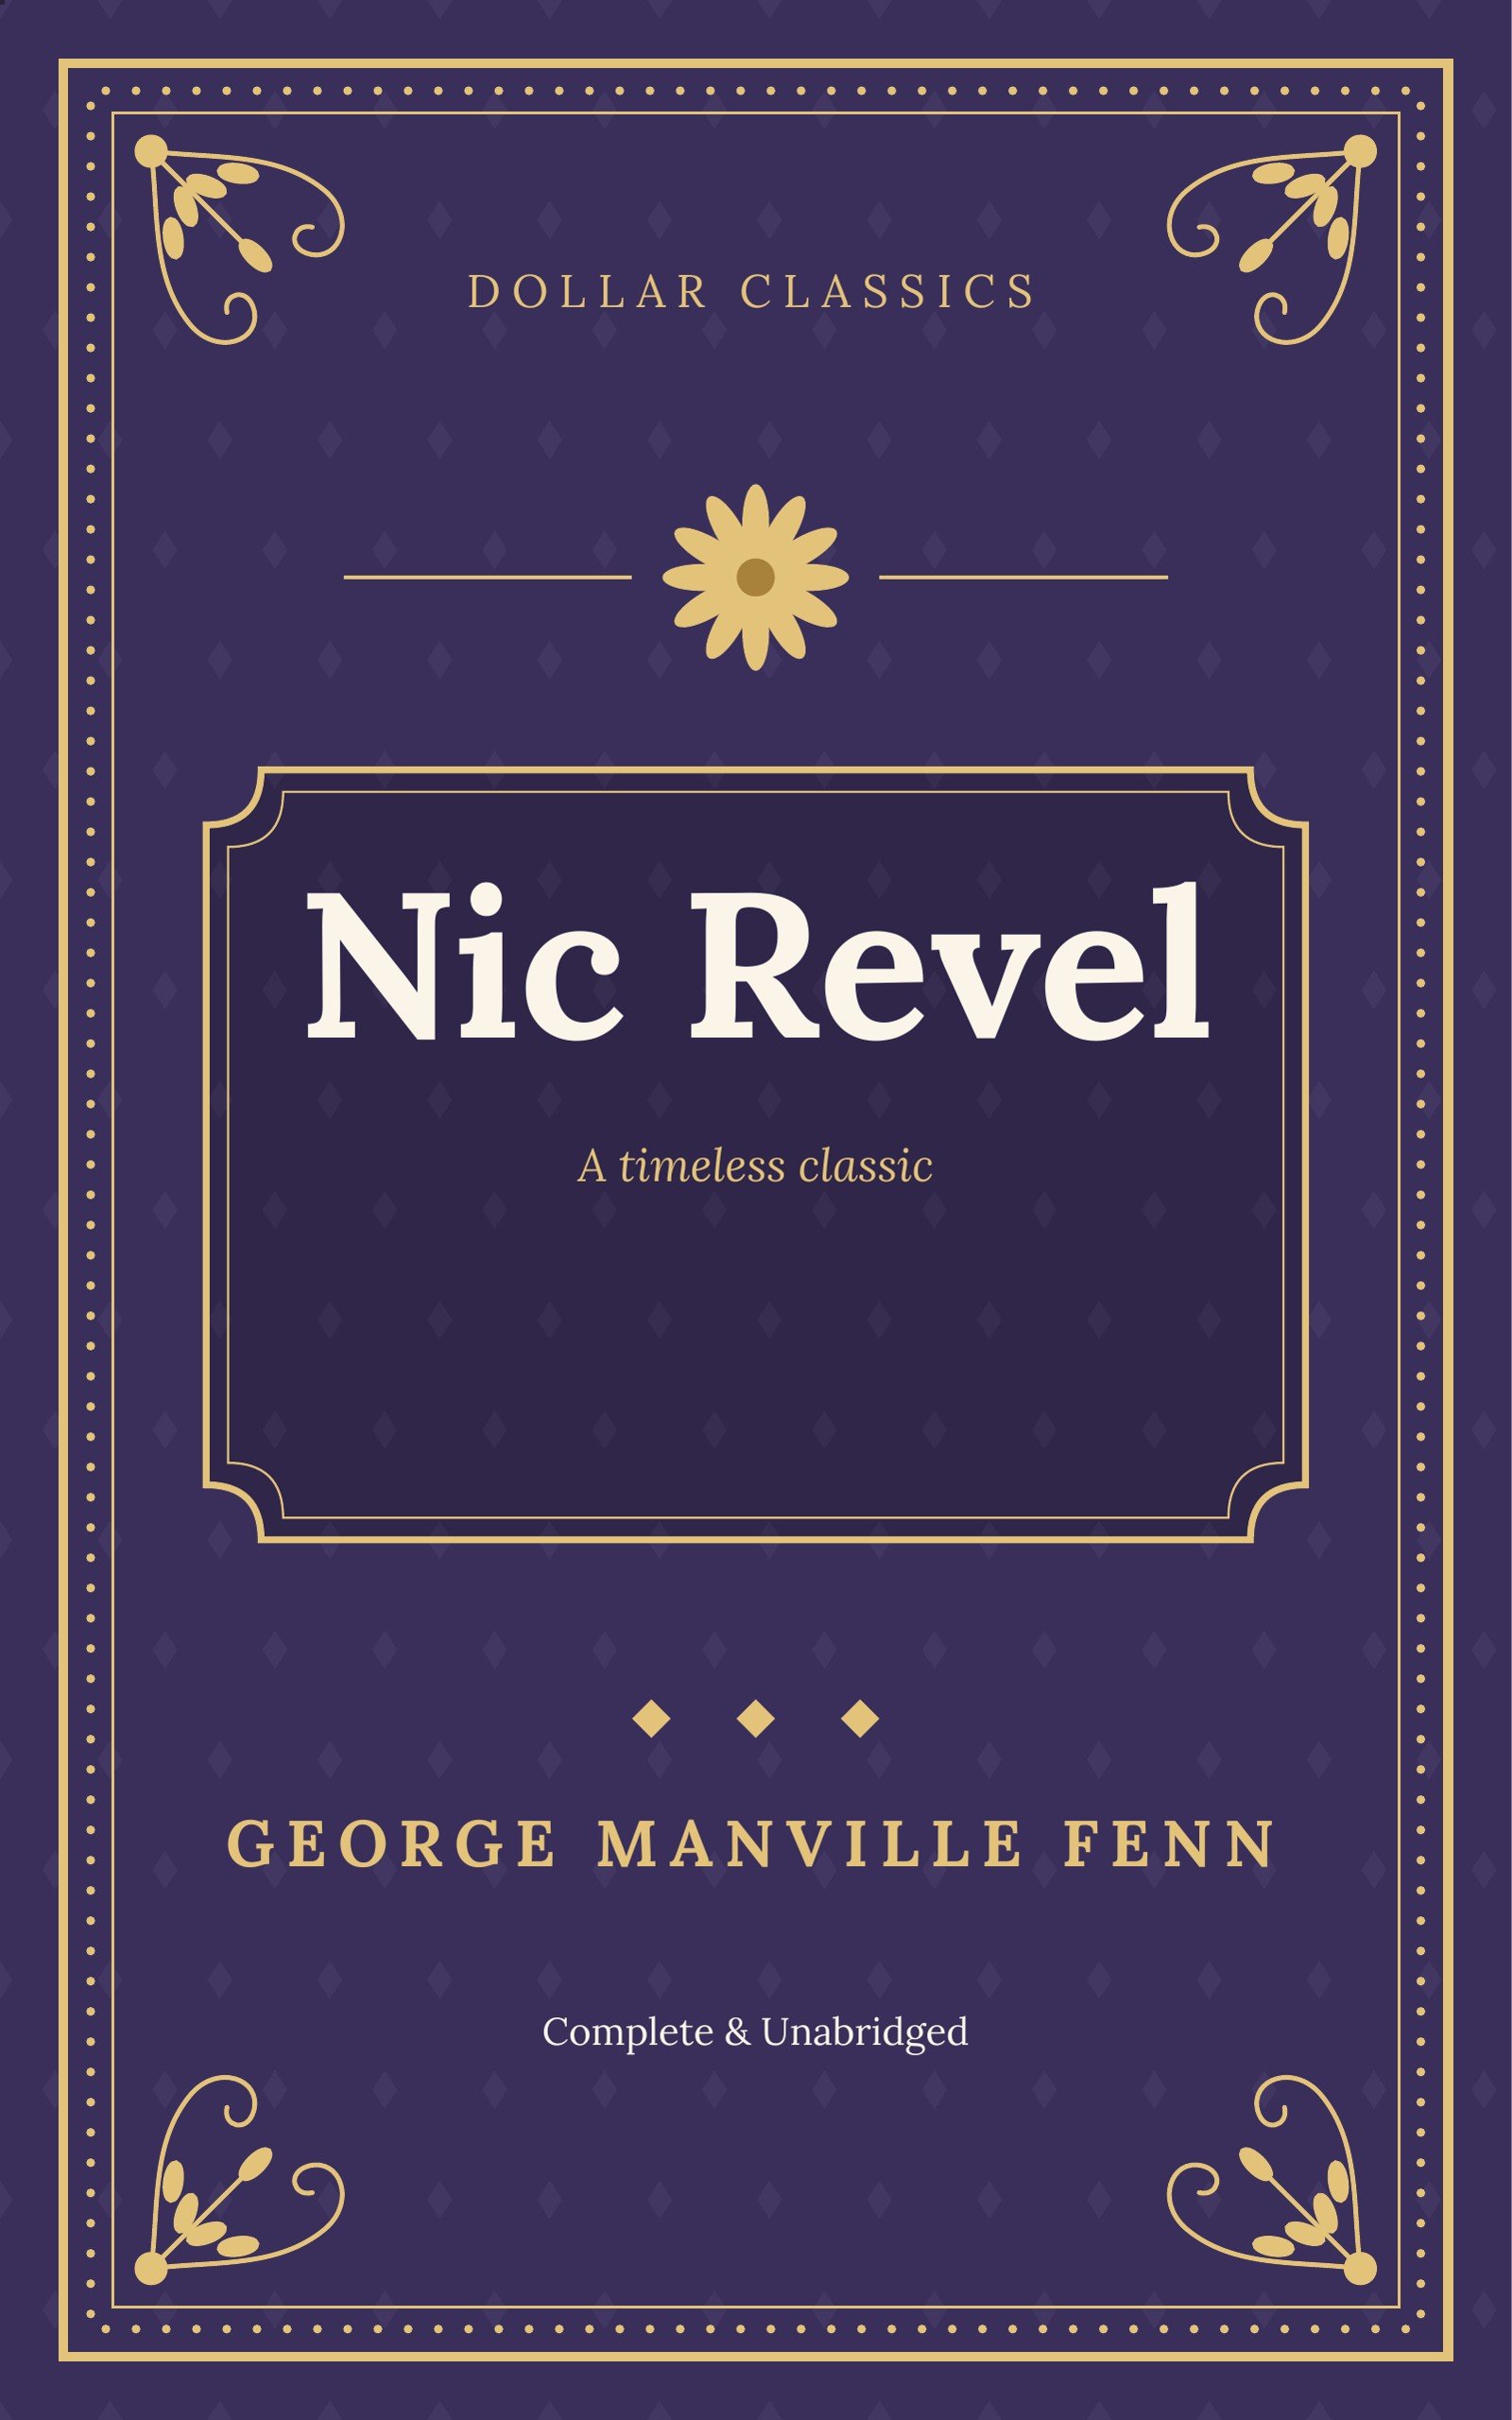 DOLLAR CLASSICS
Nic Revel
A timeless classic
GEORGE MANVILLE FENN
Complete & Unabridged